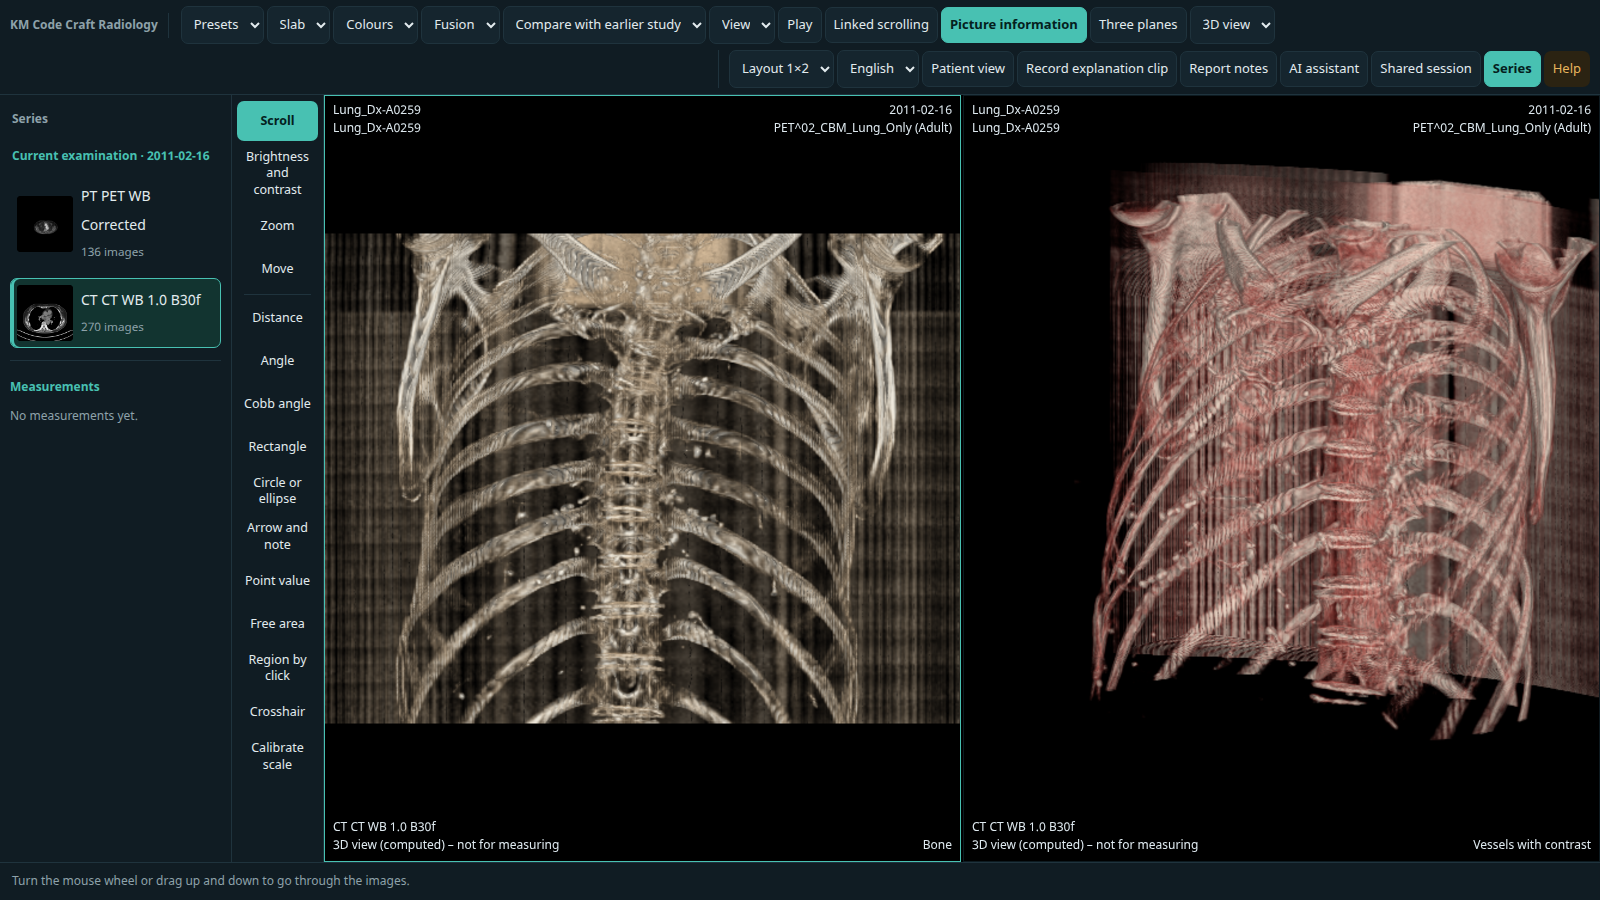 KM Code Craft Radiology
Presets
Slab
Colours
Fusion
Compare with earlier study
View
Play
Linked scrolling
Picture information
Three planes
3D view
Layout 1×2
English
Patient view
Record explanation clip
Report notes
AI assistant
Shared session
Series
Help
Series
Current examination · 2011-02-16
PT PET WB
Corrected
136 images
CT CT WB 1.0 B30f
270 images
Measurements
No measurements yet.
Scroll
Brightness
and
contrast
Zoom
Move
Distance
Angle
Cobb angle
Rectangle
Circle or
ellipse
Arrow and
note
Point value
Free area
Region by
click
Crosshair
Calibrate
scale
Lung_Dx-A0259
Lung_Dx-A0259
2011-02-16
PET^02_CBM_Lung_Only (Adult)
CT CT WB 1.0 B30f
3D view (computed) – not for measuring
Bone
Lung_Dx-A0259
Lung_Dx-A0259
2011-02-16
PET^02_CBM_Lung_Only (Adult)
CT CT WB 1.0 B30f
3D view (computed) – not for measuring
Vessels with contrast
Turn the mouse wheel or drag up and down to go through the images.